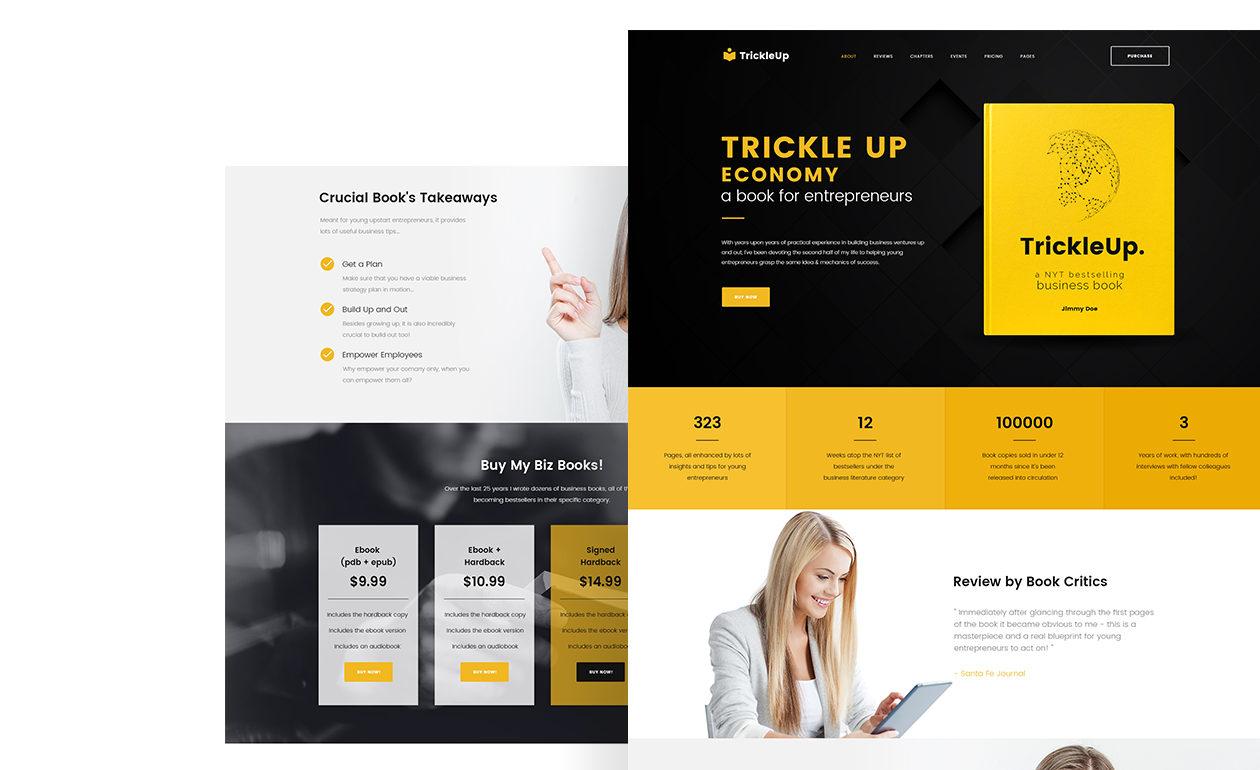 Crucial Book's Takeaways
Meant for young upstart entrepreneurs, it provides
lots of useful business tips...
Get a Plan
Make sure that you have a viable business
strategy plan in motion...
Build Up and Out
Besides growing up, it is also incredibly
crucial to build out too!
Empower Employees
Why empower your comany only, when you
can empower them all?
Buy My Biz Books!
Over the last 25 years I wrote dozens of business books, all of
becoming bestsellers in their specific category.
Ebook
(pdb + epub)
$9.99
Includes the hardback copy
Includes the ebook version
Includes an audiobook
BUY NOW!
Ebook +
Hardback
$10.99
Includes the hardback copy
Includes the ebook version
Includes an audiobook
BUY NOW!
Signed
Hardback
$14.99
Includes the hardback
Includes the ebook
Includes an
BUY NOW!
TrickleUp
ABOUT REVIEWS CHAPTERS EVENTS PRICING PAGES
PURCHASE
TRICKLE UP
ECONOMY
a book for entrepreneurs
With years upon years of practical experience in building business ventures up
and out, I've been devoting the second half of my life to helping young
entrepreneurs grasp the same idea & mechanics of success.
BUY NOW
TrickleUp.
a NYT bestselling
business book
Jimmy Doe
323
Pages, all enhanced by lots of
insights and tips for young
entrepreneurs
12
Weeks atop the NYT list of
bestsellers under the
business literature category
100000
Book copies sold in under 12
months since it's been
released into circulation
3
Years of work, with hundreds of
interviews with fellow colleagues
included!
Review by Book Critics
" Immediately after glancing through the first pages
of the book it became obvious to me - this is a
masterpiece and a real blueprint for young
entrepreneurs to act on! "
- Santa Fe Journal